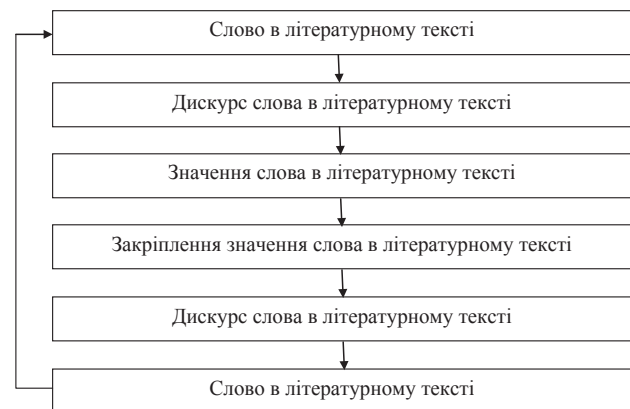 Слово в літературному тексті
Дискурс слова в літературному тексті
Значення слова в літературному тексті
Закріплення значення слова в літературному тексті
Дискурс слова в літературному тексті
Слово в літературному тексті